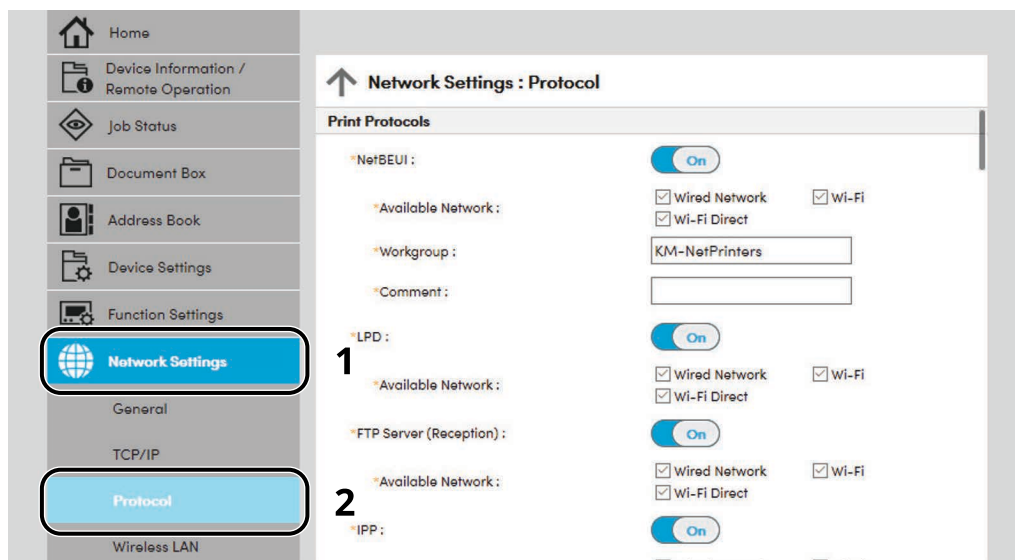 Home
Device Information /
Remote Operation
Job Status
Document Box
Address Book
Device Settings
Function Settings
Network Settings
General
TCP/IP
Protocol
Wireless LAN
1
2
Network Settings : Protocol
Print Protocols
*NetBEUI :
On
*Available Network :
Wired Network
Wi-Fi
Wi-Fi Direct
*Workgroup :
KM-NetPrinters
*Comment :
*LPD :
On
*Available Network :
Wired Network
Wi-Fi
Wi-Fi Direct
*FTP Server (Reception) :
On
*Available Network :
Wired Network
Wi-Fi
Wi-Fi Direct
*IPP :
On